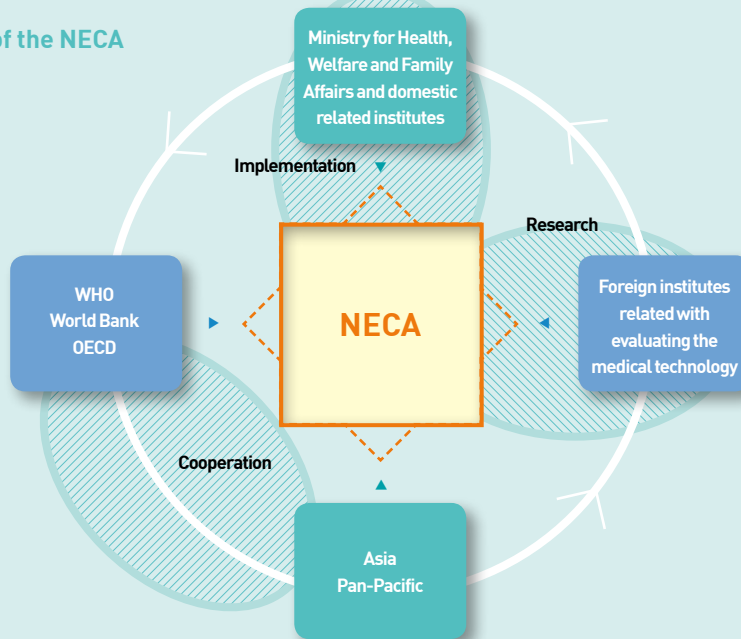 of the NECA
Ministry for Health,
Welfare and Family
Affairs and domestic
related institutes
Implementation
Research
WHO
World Bank
OECD
NECA
Foreign institutes
related with
evaluating the
medical technology
Cooperation
Asia
Pan-Pacific